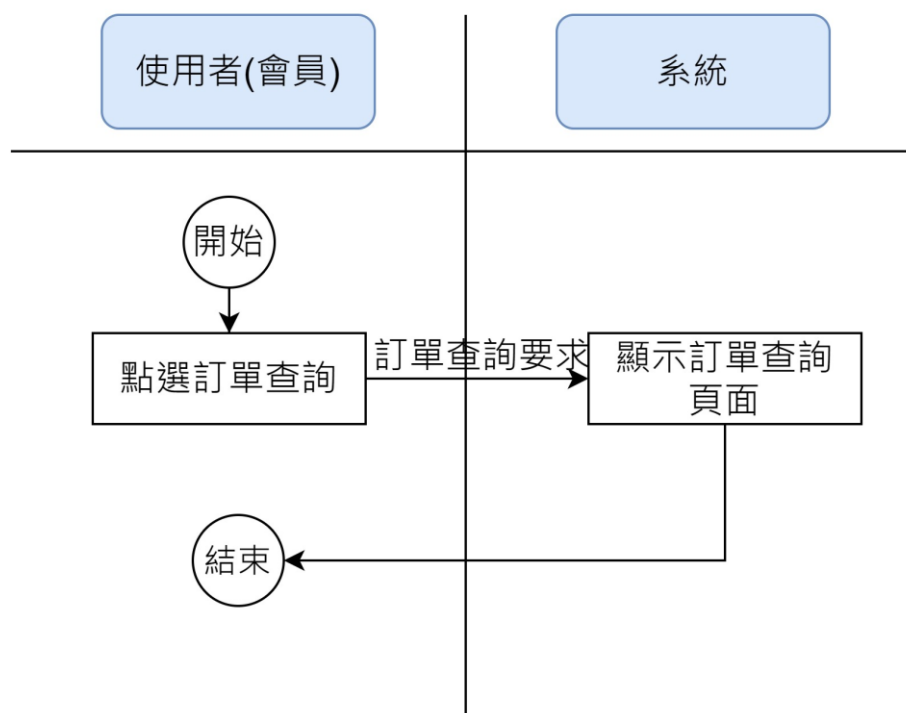 使用者(會員)
系統
開始
點選訂單查詢
訂單查詢要求
顯示訂單查詢
頁面
結束